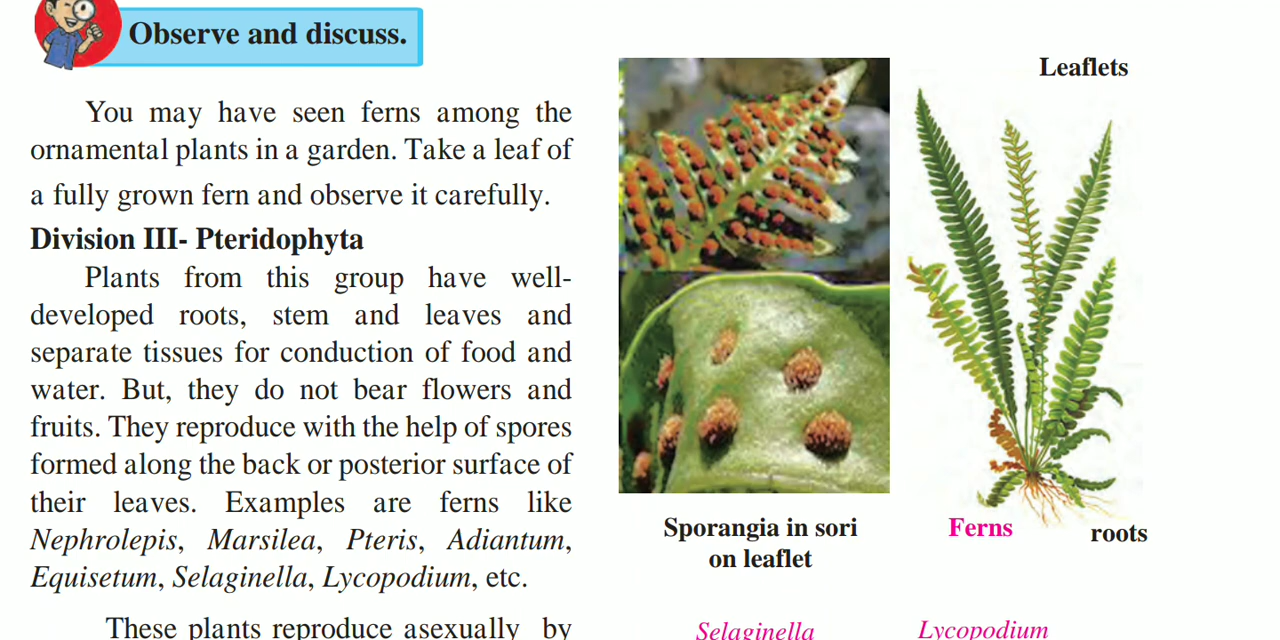 Observe and discuss.
You may have seen ferns among the
ornamental plants in a garden. Take a leaf of
a fully grown fern and observe it carefully.
Division III- Pteridophyta
Plants from this group have well-
developed roots, stem and leaves and
separate tissues for conduction of food and
water. But, they do not bear flowers and
fruits. They reproduce with the help of spores
formed along the back or posterior surface of
their leaves. Examples are ferns like
Nephrolepis, Marsilea, Pteris, Adiantum,
Equisetum, Selaginella, Lycopodium, etc.
These plants reproduce asexually by
Leaflets
Sporangia in sori
on leaflet
Ferns
roots
Selaginella
Lycopodium